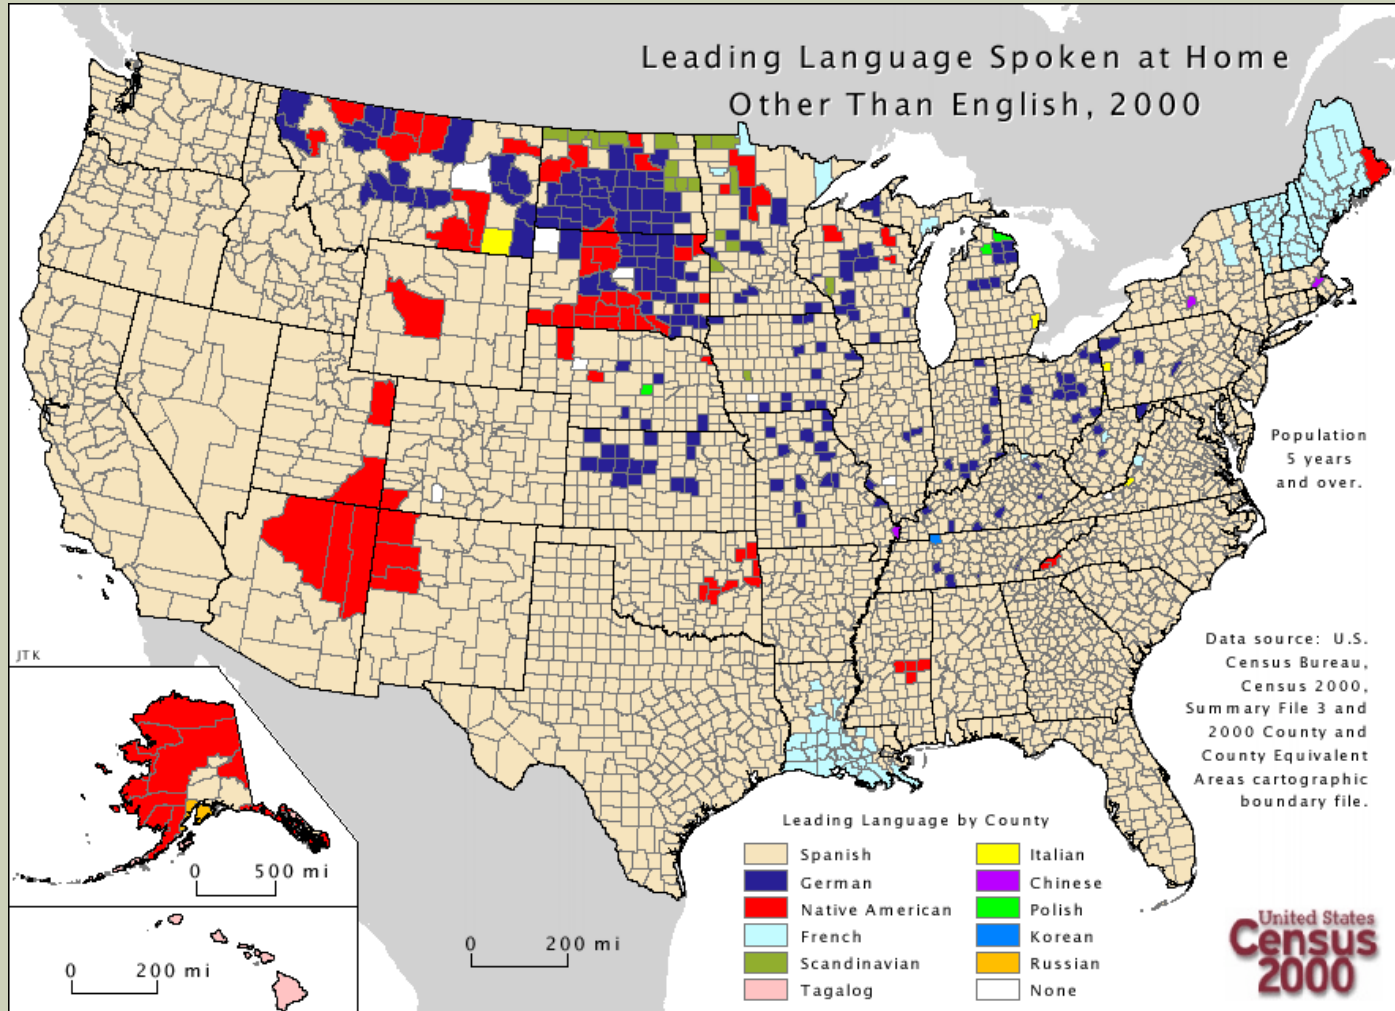 Leading Language Spoken at Home
Other Than English, 2000
Population
5 years
and over.
Data source: U.S.
Census Bureau,
Census 2000,
Summary File 3 and
2000 County and
County Equivalent
Areas cartographic
boundary file.
JTK
0 500 mi
0 200 mi
0 200 mi
Leading Language by County
Spanish
German
Native American
French
Scandinavian
Tagalog
Italian
Chinese
Polish
Korean
Russian
None
United States
Census
2000